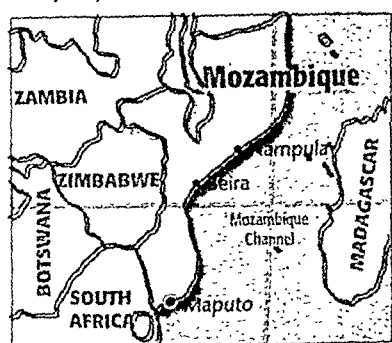 Mozambique
ZAMBIA
Nampula
ZIMBABWE
Beira
MADAGASCAR
BOTSWANA
Mozambique
Channel
SOUTH
AFRICA
Maputo